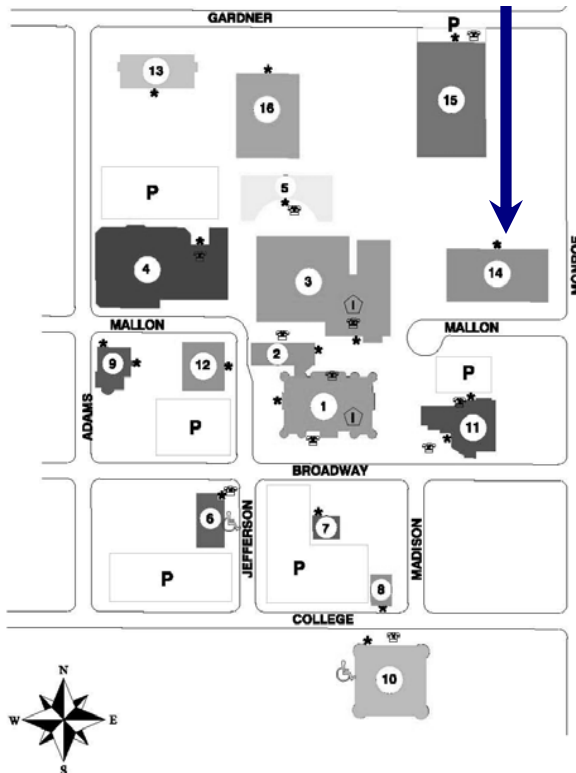 GARDNER
P
13
16
15
5
P
4
3
14
I
MONROE
MALLON
MALLON
2
9
12
P
ADAMS
1
I
11
P
BROADWAY
6
7
JEFFERSON
MADISON
P
P
8
COLLEGE
10
N
W E
S